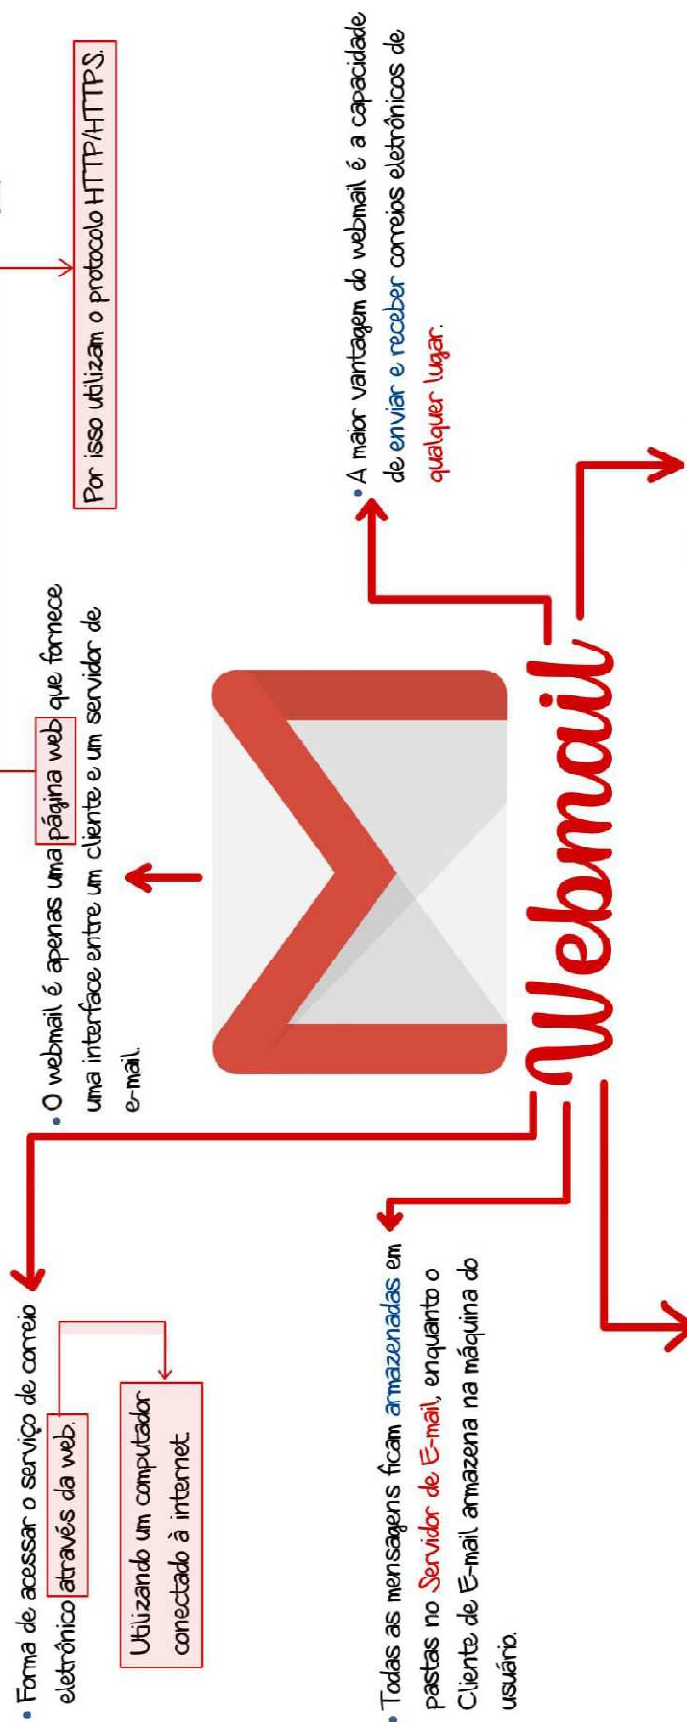 • Forma de acessar o serviço de correio
eletrônico através da web.
Utilizando um computador
conectado à internet
• O webmail é apenas uma página web que fornece
uma interface entre um cliente e um servidor de
e-mail.
Por isso utilizam o protocolo HTTP/HTTPS.
• Todas as mensagens ficam armazenadas em
pastas no Servidor de E-mail, enquanto o
Cliente de E-mail armazena na máquina do
usuário.
• A maior vantagem do webmail é a capacidade
de enviar e receber correios eletrônicos de
qualquer lugar.
Webmail